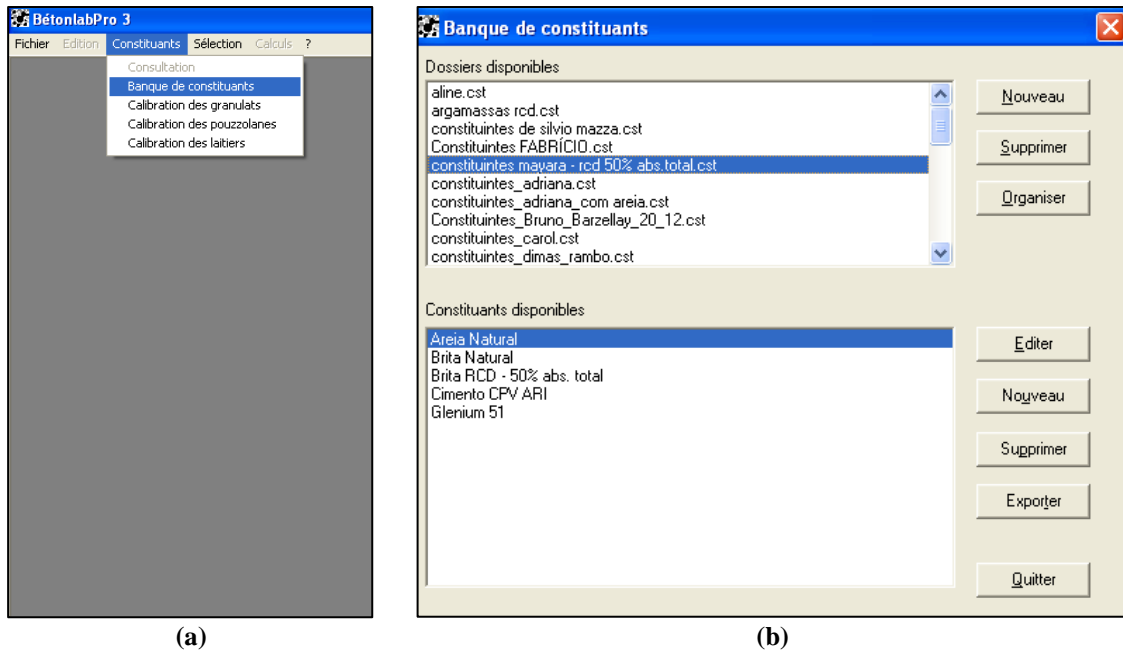 BétonlabPro 3
Fichier Edition Constituants Sélection Calculs ?
Consultation
Banque de constituants
Calibration des granulats
Calibration des pouzzolanes
Calibration des laitiers
(a)
Banque de constituants
Dossiers disponibles
aline.cst
argamassas rcd.cst
constituintes de silvio mazza.cst
Constituintes FABRÍCIO.cst
constituintes mayara - rcd 50% abs.total.cst
constituintes_adriana.cst
constituintes_adriana_com areia.cst
Constituintes_Bruno_Barzellay_20_12.cst
constituintes_carol.cst
constituintes_dimas_rambo.cst
Nouveau
Supprimer
Organiser
Constituants disponibles
Areia Natural
Brita Natural
Brita RCD - 50% abs. total
Cimento CPV ARI
Glenium 51
Editer
Nouveau
Supprimer
Exporter
Quitter
(b)